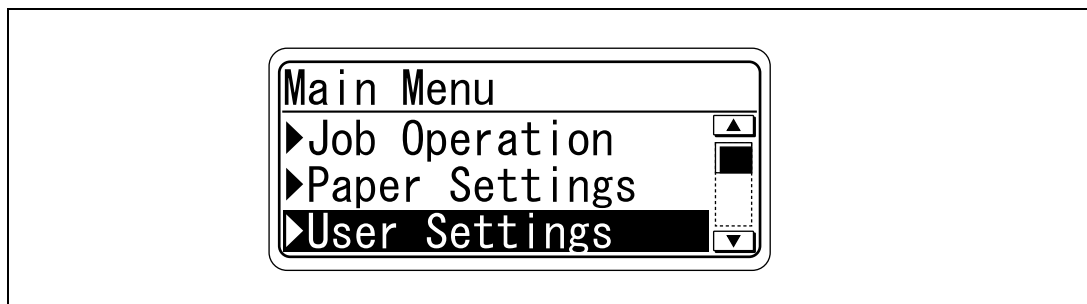 Main Menu
▶Job Operation
▶Paper Settings
▶User Settings